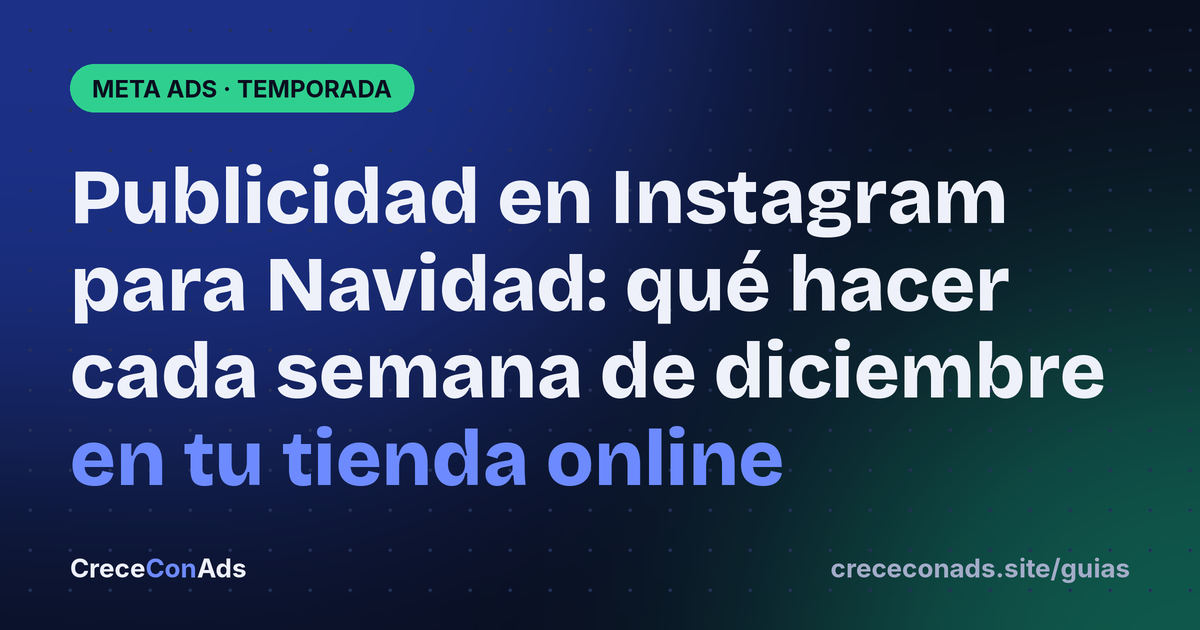 META ADS · TEMPORADA
Publicidad en Instagram
para Navidad: qué hacer
cada semana de diciembre
en tu tienda online
CreceConAds
crececonads.site/guias